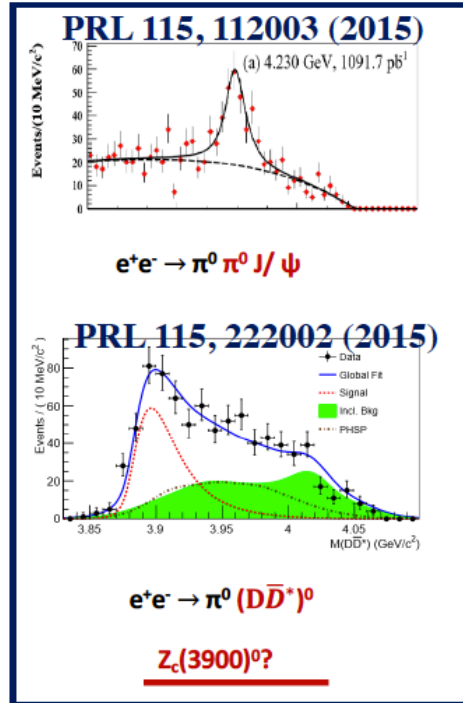 PRL 115, 112003 (2015)
70
(a) 4.230 GeV, 1091.7 pb⁻¹
60
50
40
30
20
10
0
Events/(10 MeV/c²)
e⁺e⁻ → π⁰ π⁰ J/ ψ
PRL 115, 222002 (2015)
Data
Global Fit
Signal
Incl. Bkg
PHSP
80
60
40
20
0
Events / ( 10 MeV/c² )
3.85 3.9 3.95 4 4.05
M(DD̄*) (GeV/c²)
e⁺e⁻ → π⁰ (DD̄*)⁰
Zc(3900)⁰?